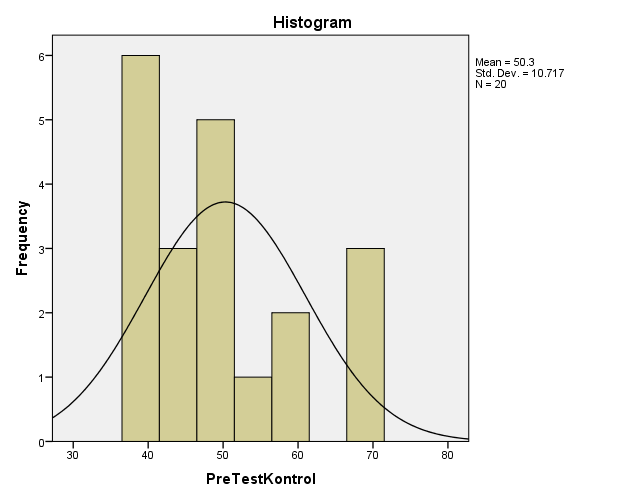 Histogram
Mean = 50.3
Std. Dev. = 10.717
N = 20
Frequency
6
5
4
3
2
1
0
30 40 50 60 70 80
PreTestKontrol